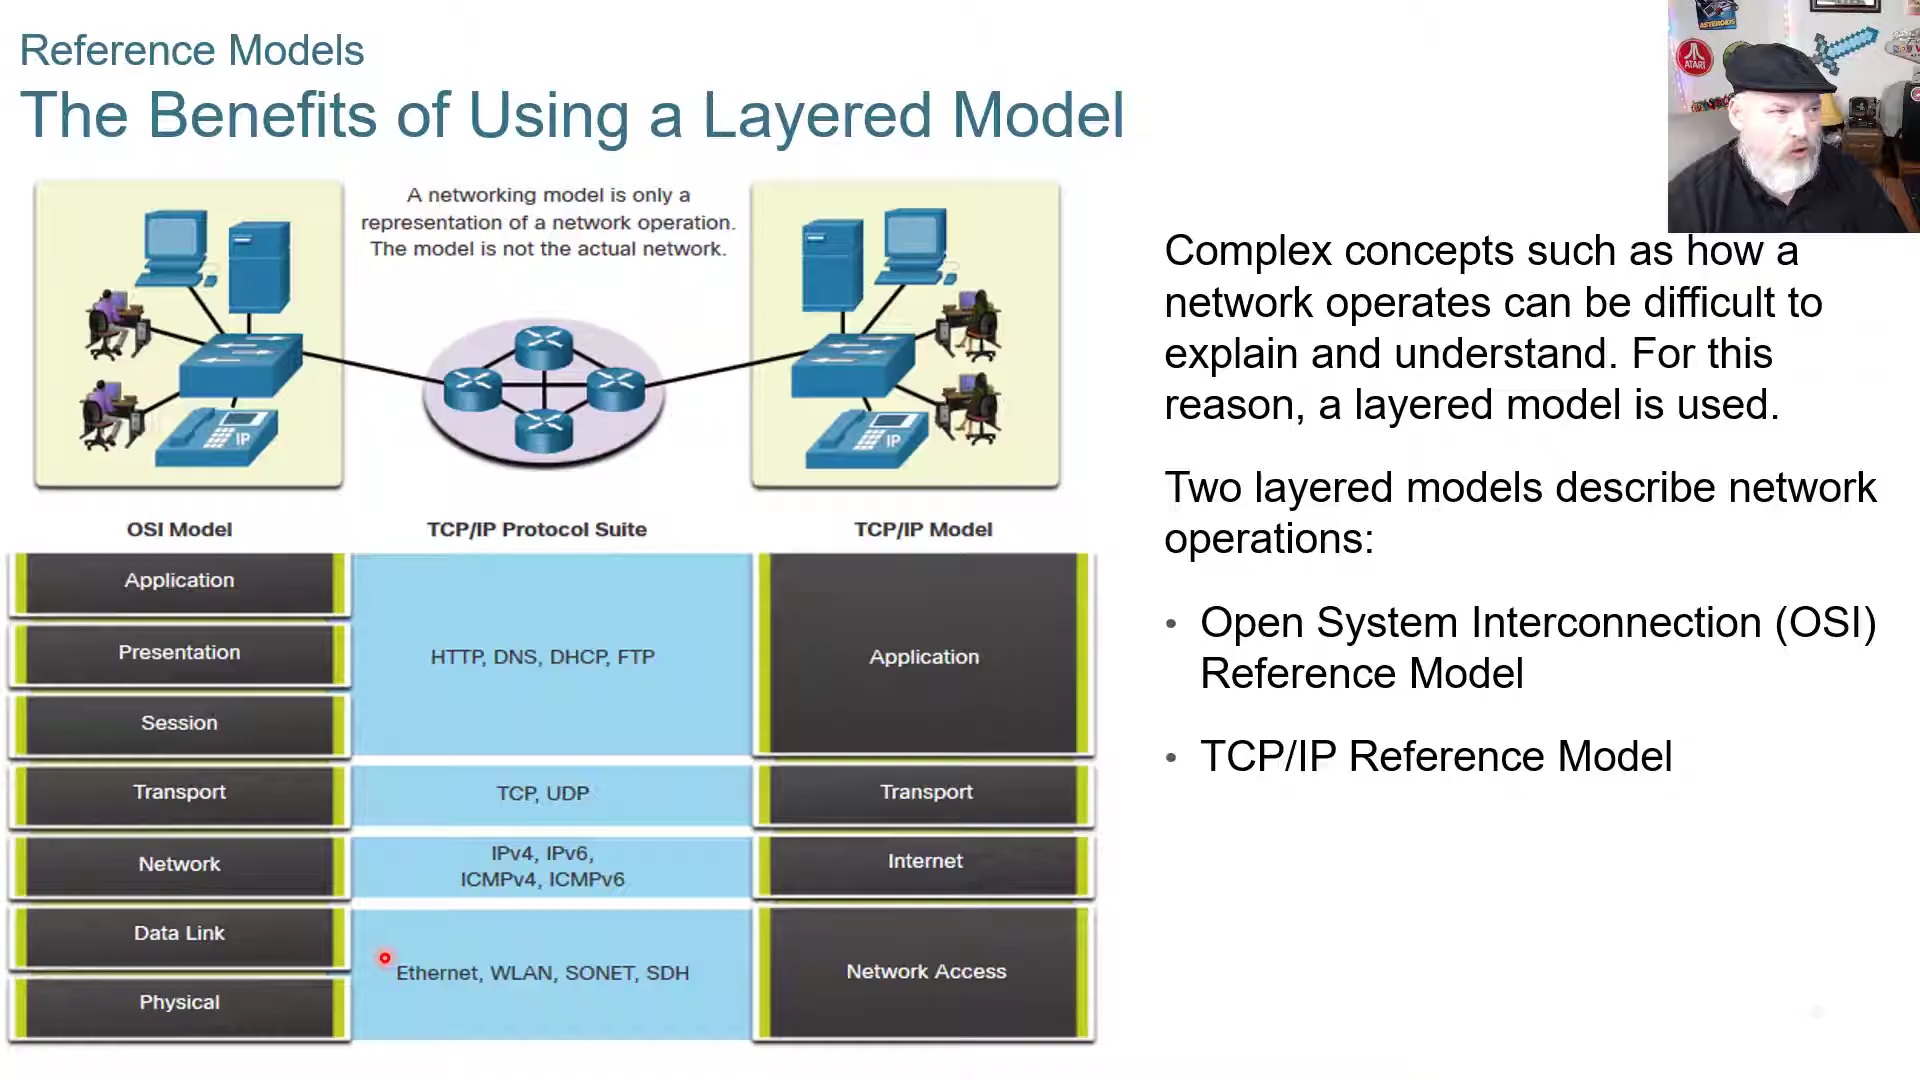 Reference Models
The Benefits of Using a Layered Model
A networking model is only a
representation of a network operation.
The model is not the actual network.
IP
IP
OSI Model
TCP/IP Protocol Suite
TCP/IP Model
Application
Presentation
Session
HTTP, DNS, DHCP, FTP
Application
Transport
TCP, UDP
Transport
Network
IPv4, IPv6,
ICMPv4, ICMPv6
Internet
Data Link
Physical
Ethernet, WLAN, SONET, SDH
Network Access
Complex concepts such as how a
network operates can be difficult to
explain and understand. For this
reason, a layered model is used.
Two layered models describe network
operations:
• Open System Interconnection (OSI)
Reference Model
• TCP/IP Reference Model
ASTEROIDS
ATARI